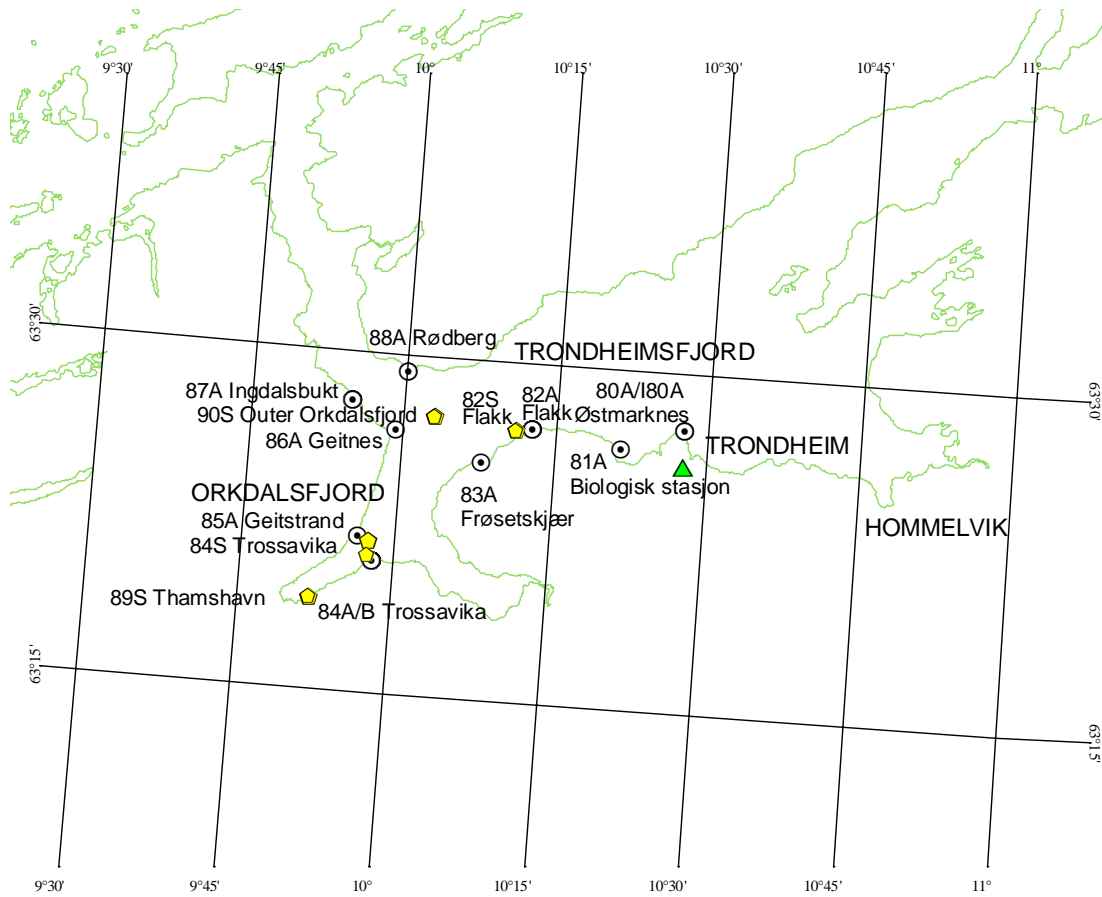 9°30'
9°45'
10°
10°15'
10°30'
10°45'
11°
63°30'
88A Rødberg
TRONDHEIMSFJORD
87A Ingdalsbukt
90S Outer Orkdalsfjord
86A Geitnes
82S
Flakk
82A
Flakk
80A/I80A
Østmarknes
63°30'
TRONDHEIM
81A
Biologisk stasjon
83A
Frøsetskjær
ORKDALSFJORD
85A Geitstrand
84S Trossavika
HOMMELVIK
89S Thamshavn
84A/B Trossavika
63°15'
63°15'
9°30'
9°45'
10°
10°15'
10°30'
10°45'
11°